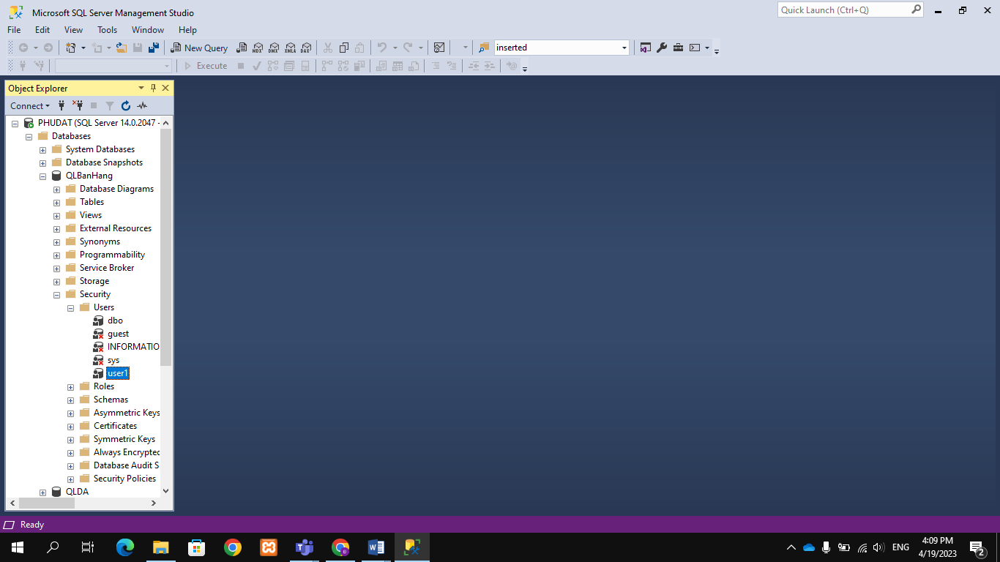 Microsoft SQL Server Management Studio
Quick Launch (Ctrl+Q)
File Edit View Tools Window Help
New Query MDX DMX XMLA DAX inserted
Execute
Object Explorer
Connect
PHUDAT (SQL Server 14.0.2047 -
Databases
System Databases
Database Snapshots
QLBanHang
Database Diagrams
Tables
Views
External Resources
Synonyms
Programmability
Service Broker
Storage
Security
Users
dbo
guest
INFORMATIO
sys
user1
Roles
Schemas
Asymmetric Keys
Certificates
Symmetric Keys
Always Encrypted
Database Audit S
Security Policies
QLDA
Ready
ENG
4:09 PM
4/19/2023
2